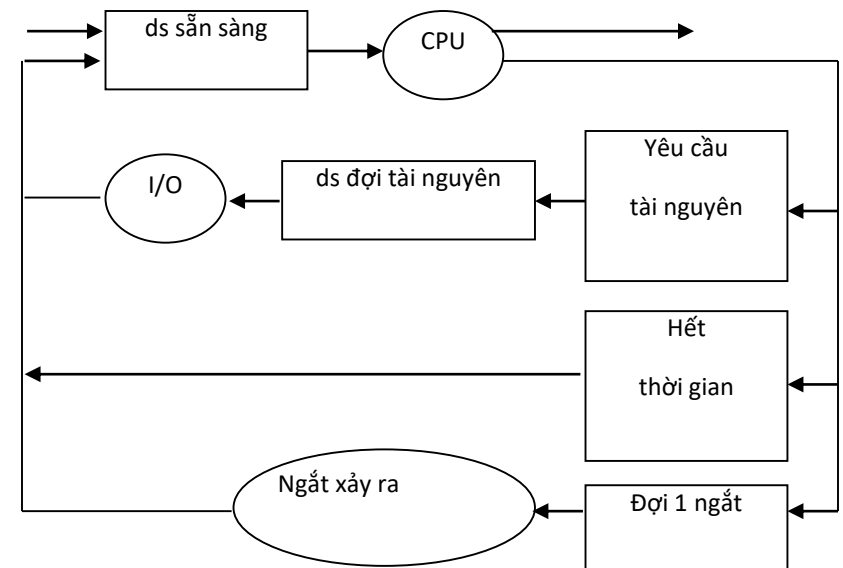 ds sẵn sàng
CPU
I/O
ds đợi tài nguyên
Yêu cầu
tài nguyên
Hết
thời gian
Ngắt xảy ra
Đợi 1 ngắt